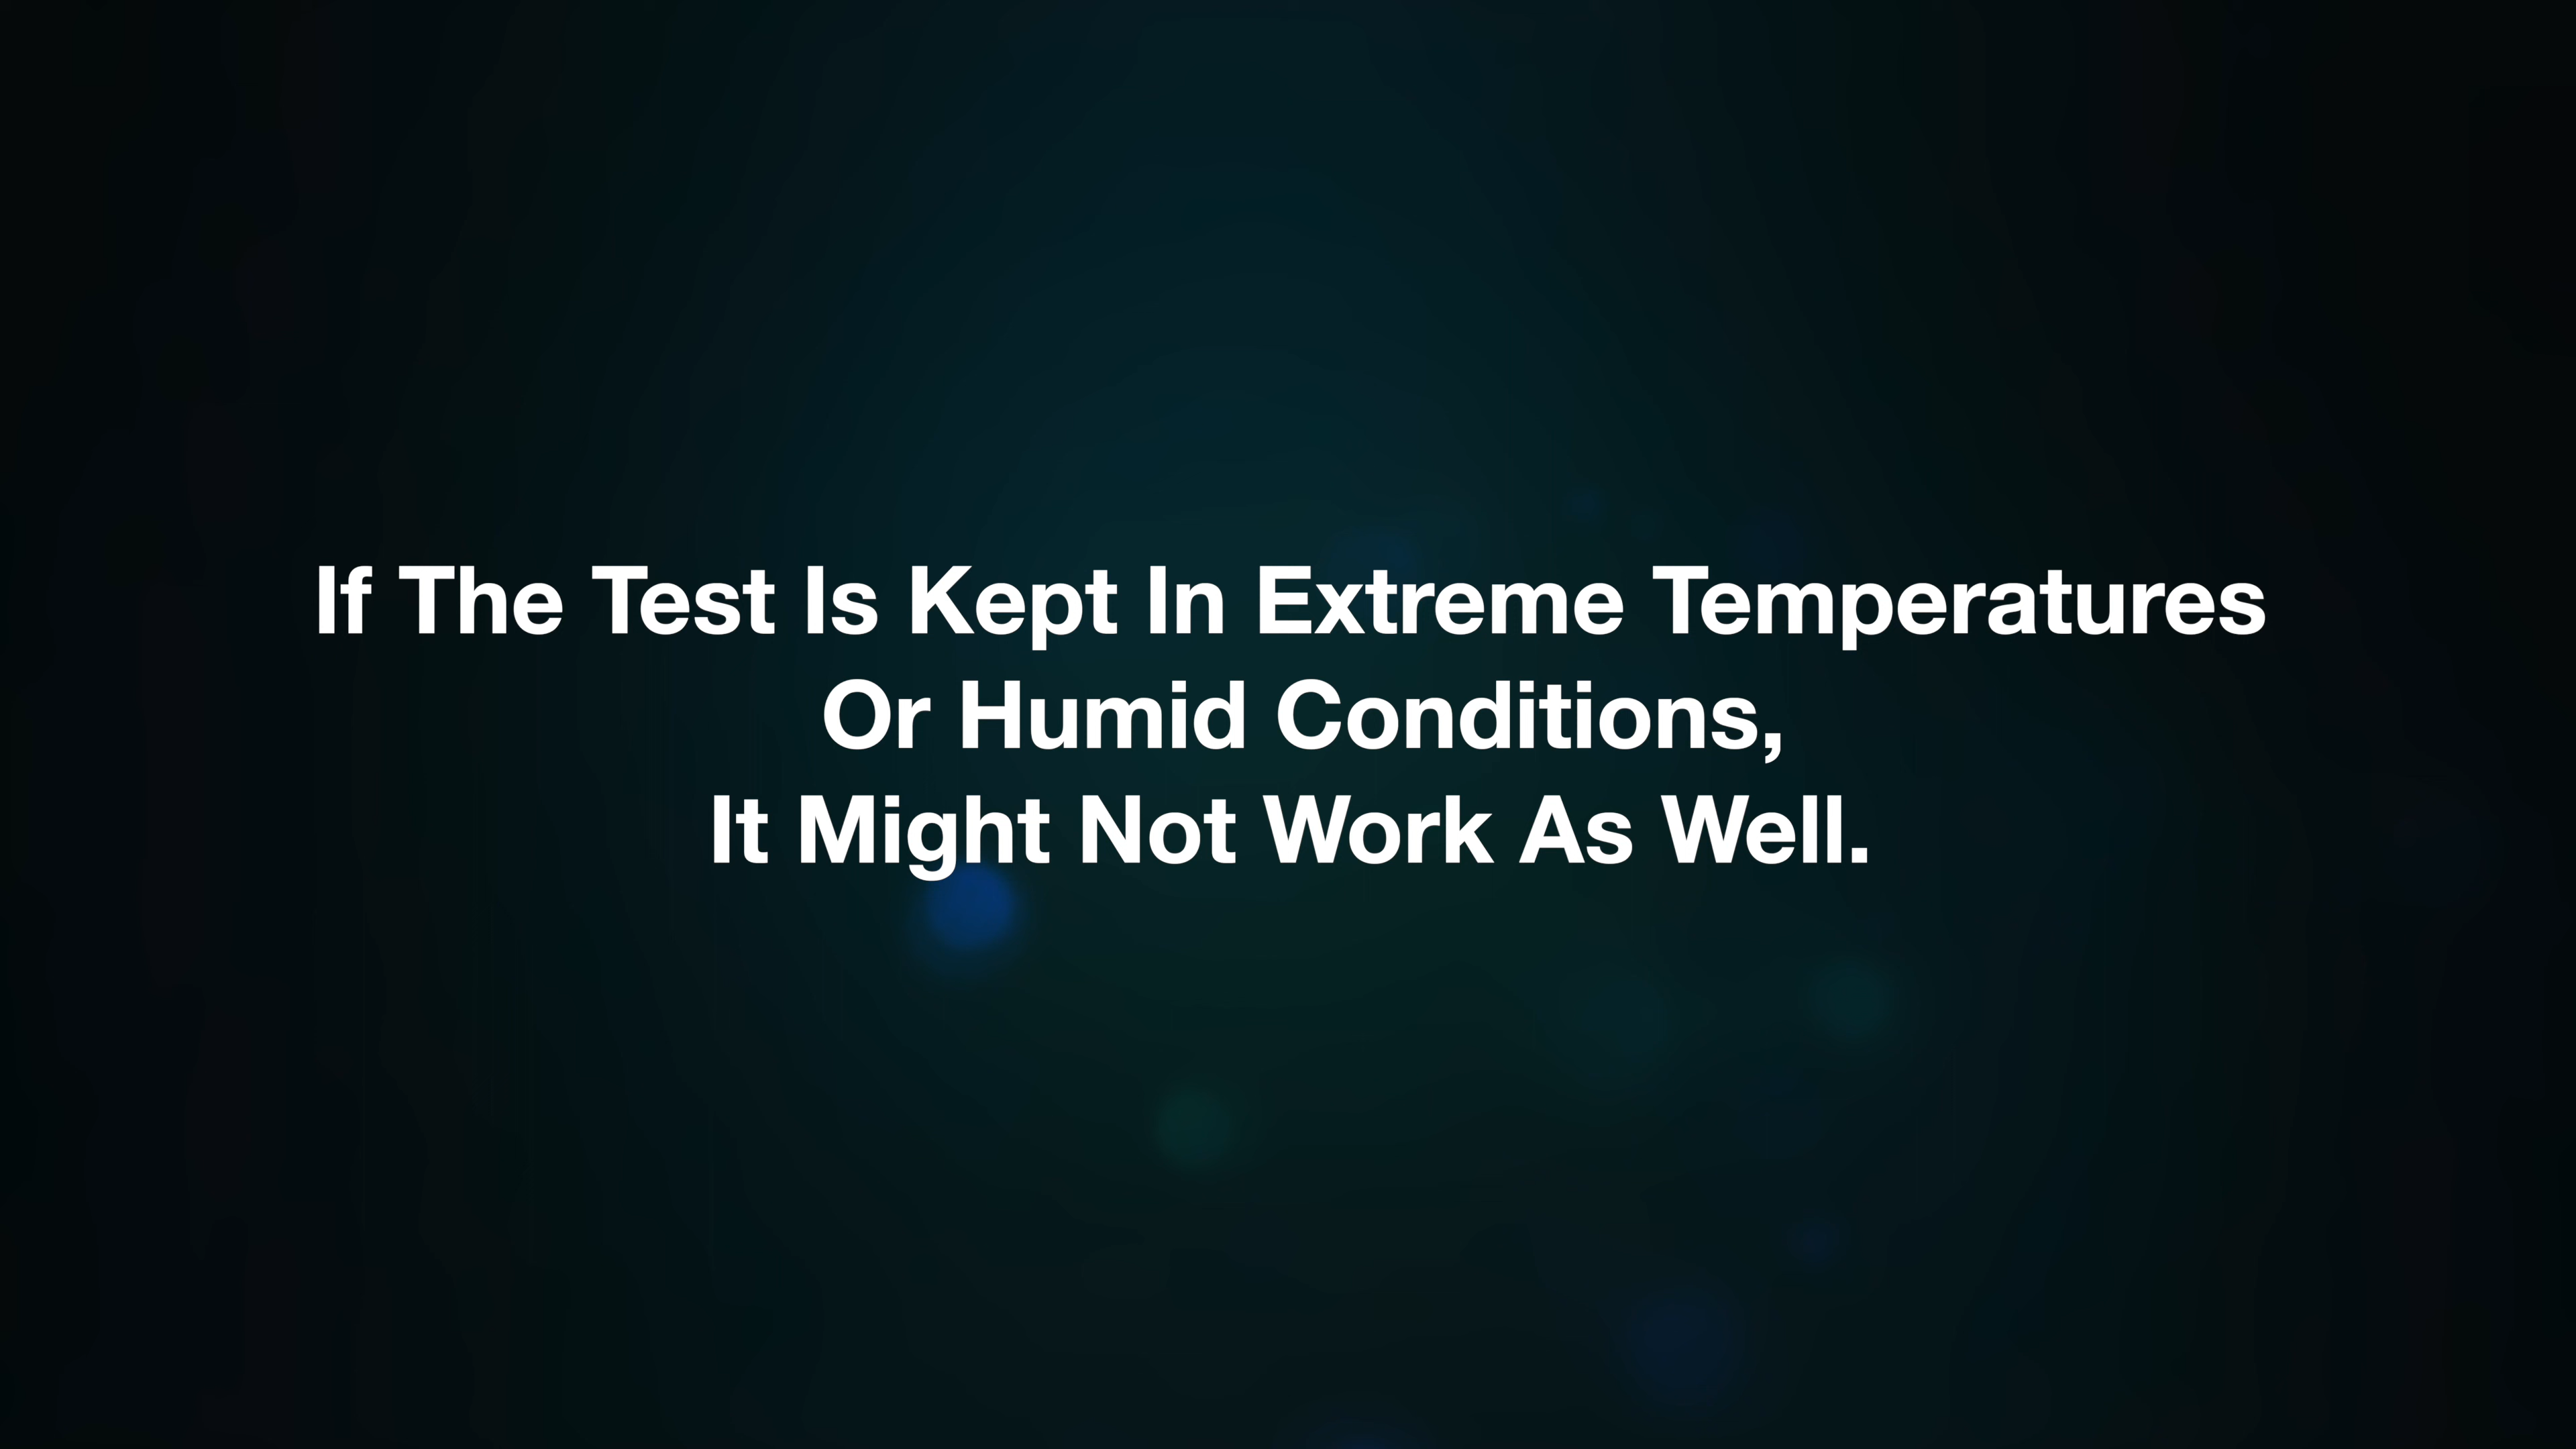 If The Test Is Kept In Extreme Temperatures
Or Humid Conditions,
It Might Not Work As Well.